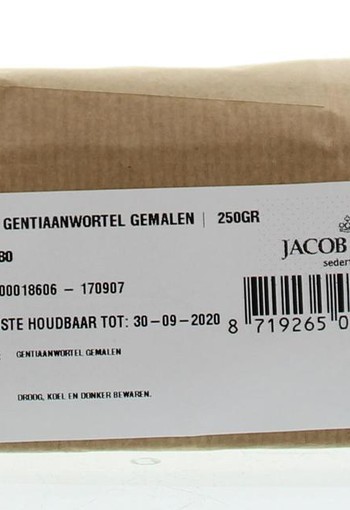 GENTIAANWORTEL GEMALEN | 250GR
80
00018606 – 170907
STE HOUDBAAR TOT: 30-09-2020
: GENTIAANWORTEL GEMALEN
DROOG, KOEL EN DONKER BEWAREN.
JACOB
sedert
8 719265 0